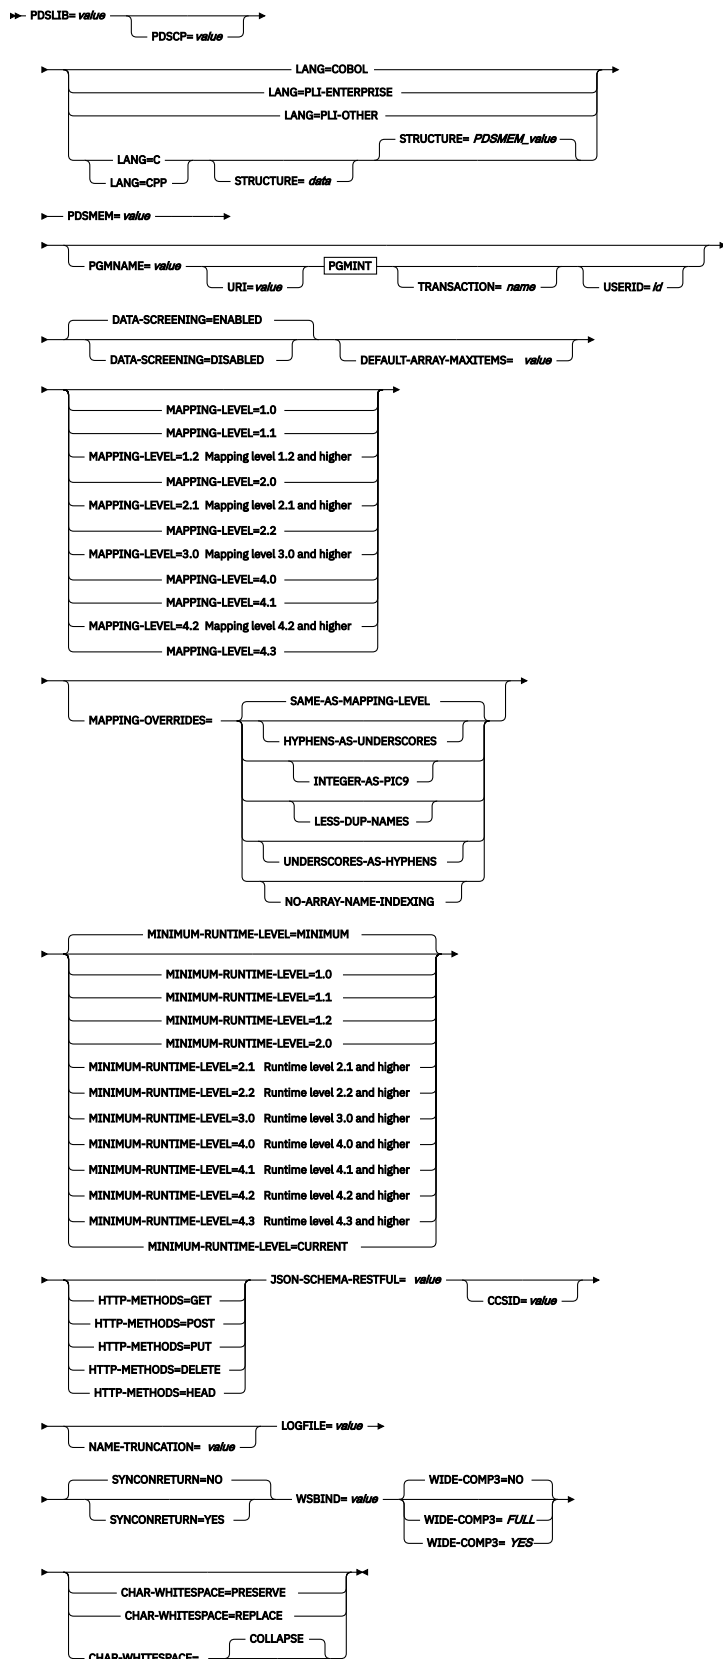 PDSLIB= value
PDSCP= value
LANG=COBOL
LANG=PLI-ENTERPRISE
LANG=PLI-OTHER
STRUCTURE= PDSMEM_value
LANG=C
LANG=CPP
STRUCTURE= data
PDSMEM= value
PGMNAME= value
URI= value
PGMINT
TRANSACTION= name
USERID= id
DATA-SCREENING=ENABLED
DATA-SCREENING=DISABLED
DEFAULT-ARRAY-MAXITEMS= value
MAPPING-LEVEL=1.0
MAPPING-LEVEL=1.1
MAPPING-LEVEL=1.2 Mapping level 1.2 and higher
MAPPING-LEVEL=2.0
MAPPING-LEVEL=2.1 Mapping level 2.1 and higher
MAPPING-LEVEL=2.2
MAPPING-LEVEL=3.0 Mapping level 3.0 and higher
MAPPING-LEVEL=4.0
MAPPING-LEVEL=4.1
MAPPING-LEVEL=4.2 Mapping level 4.2 and higher
MAPPING-LEVEL=4.3
SAME-AS-MAPPING-LEVEL
MAPPING-OVERRIDES=
HYPHENS-AS-UNDERSCORES
INTEGER-AS-PIC9
LESS-DUP-NAMES
UNDERSCORES-AS-HYPHENS
NO-ARRAY-NAME-INDEXING
MINIMUM-RUNTIME-LEVEL=MINIMUM
MINIMUM-RUNTIME-LEVEL=1.0
MINIMUM-RUNTIME-LEVEL=1.1
MINIMUM-RUNTIME-LEVEL=1.2
MINIMUM-RUNTIME-LEVEL=2.0
MINIMUM-RUNTIME-LEVEL=2.1 Runtime level 2.1 and higher
MINIMUM-RUNTIME-LEVEL=2.2 Runtime level 2.2 and higher
MINIMUM-RUNTIME-LEVEL=3.0 Runtime level 3.0 and higher
MINIMUM-RUNTIME-LEVEL=4.0 Runtime level 4.0 and higher
MINIMUM-RUNTIME-LEVEL=4.1 Runtime level 4.1 and higher
MINIMUM-RUNTIME-LEVEL=4.2 Runtime level 4.2 and higher
MINIMUM-RUNTIME-LEVEL=4.3 Runtime level 4.3 and higher
MINIMUM-RUNTIME-LEVEL=CURRENT
JSON-SCHEMA-RESTFUL= value
HTTP-METHODS=GET
CCSID= value
HTTP-METHODS=POST
HTTP-METHODS=PUT
HTTP-METHODS=DELETE
HTTP-METHODS=HEAD
LOGFILE= value
NAME-TRUNCATION= value
SYNCONRETURN=NO
SYNCONRETURN=YES
WSBIND= value
WIDE-COMP3=NO
WIDE-COMP3= FULL
WIDE-COMP3= YES
CHAR-WHITESPACE=PRESERVE
CHAR-WHITESPACE=REPLACE
COLLAPSE
CHAR-WHITESPACE=